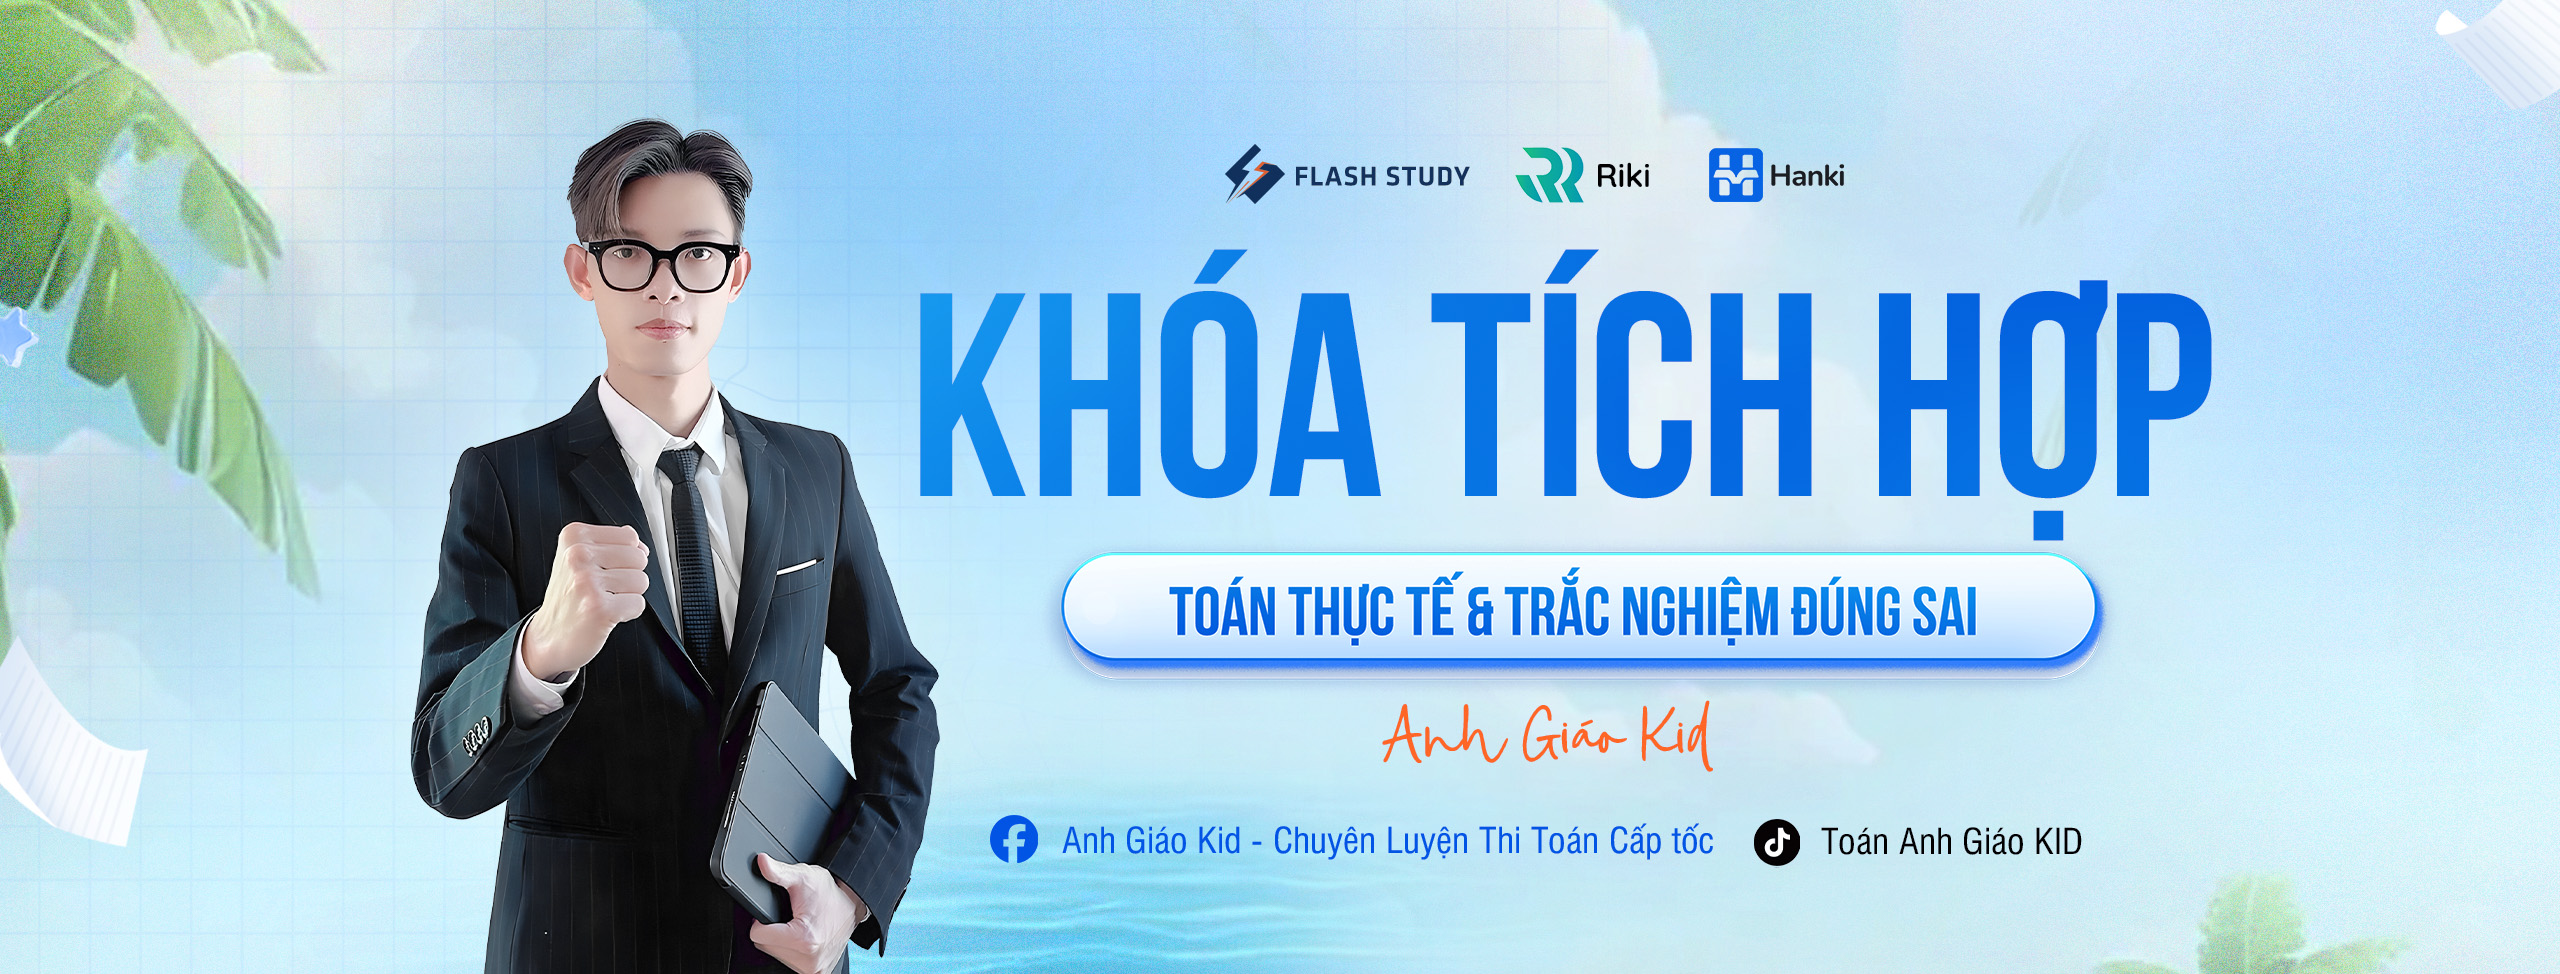 FLASH STUDY Riki Hanki
KHÓA TÍCH HỢP
TOÁN THỰC TẾ & TRẮC NGHIỆM ĐÚNG SAI
Anh Giáo Kid
Anh Giáo Kid - Chuyên Luyện Thi Toán Cấp tốc Toán Anh Giáo KID